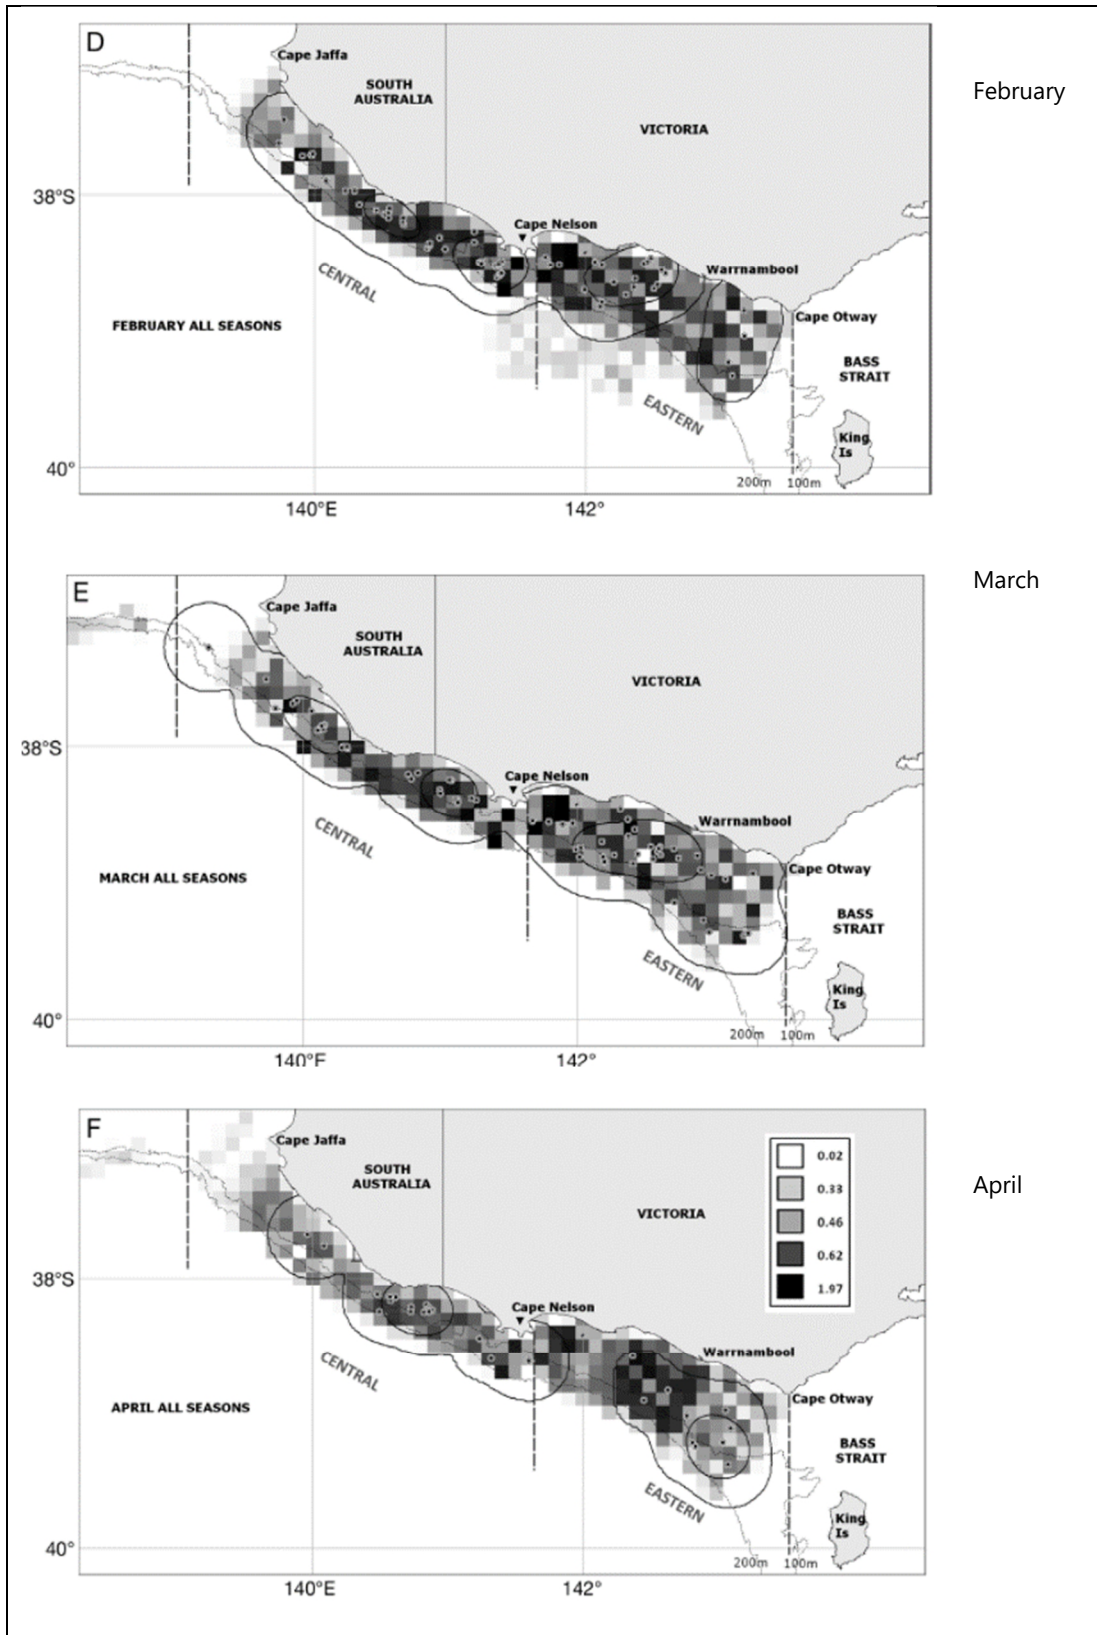 D
February
Cape Jaffa
SOUTH
AUSTRALIA
VICTORIA
38°S
Cape Nelson
CENTRAL
Warrnambool
Cape Otway
FEBRUARY ALL SEASONS
BASS
STRAIT
EASTERN
King
Is
40°
200m 100m
140°E 142°
E
March
Cape Jaffa
SOUTH
AUSTRALIA
VICTORIA
38°S
Cape Nelson
CENTRAL
Warrnambool
Cape Otway
MARCH ALL SEASONS
BASS
STRAIT
EASTERN
King
Is
40°
200m 100m
140°E 142°
F
Cape Jaffa
0.02
SOUTH
AUSTRALIA
0.33
April
VICTORIA
0.46
0.62
38°S
1.97
Cape Nelson
Warrnambool
CENTRAL
Cape Otway
APRIL ALL SEASONS
BASS
STRAIT
EASTERN
King
Is
40°
200m 100m
140°E 142°